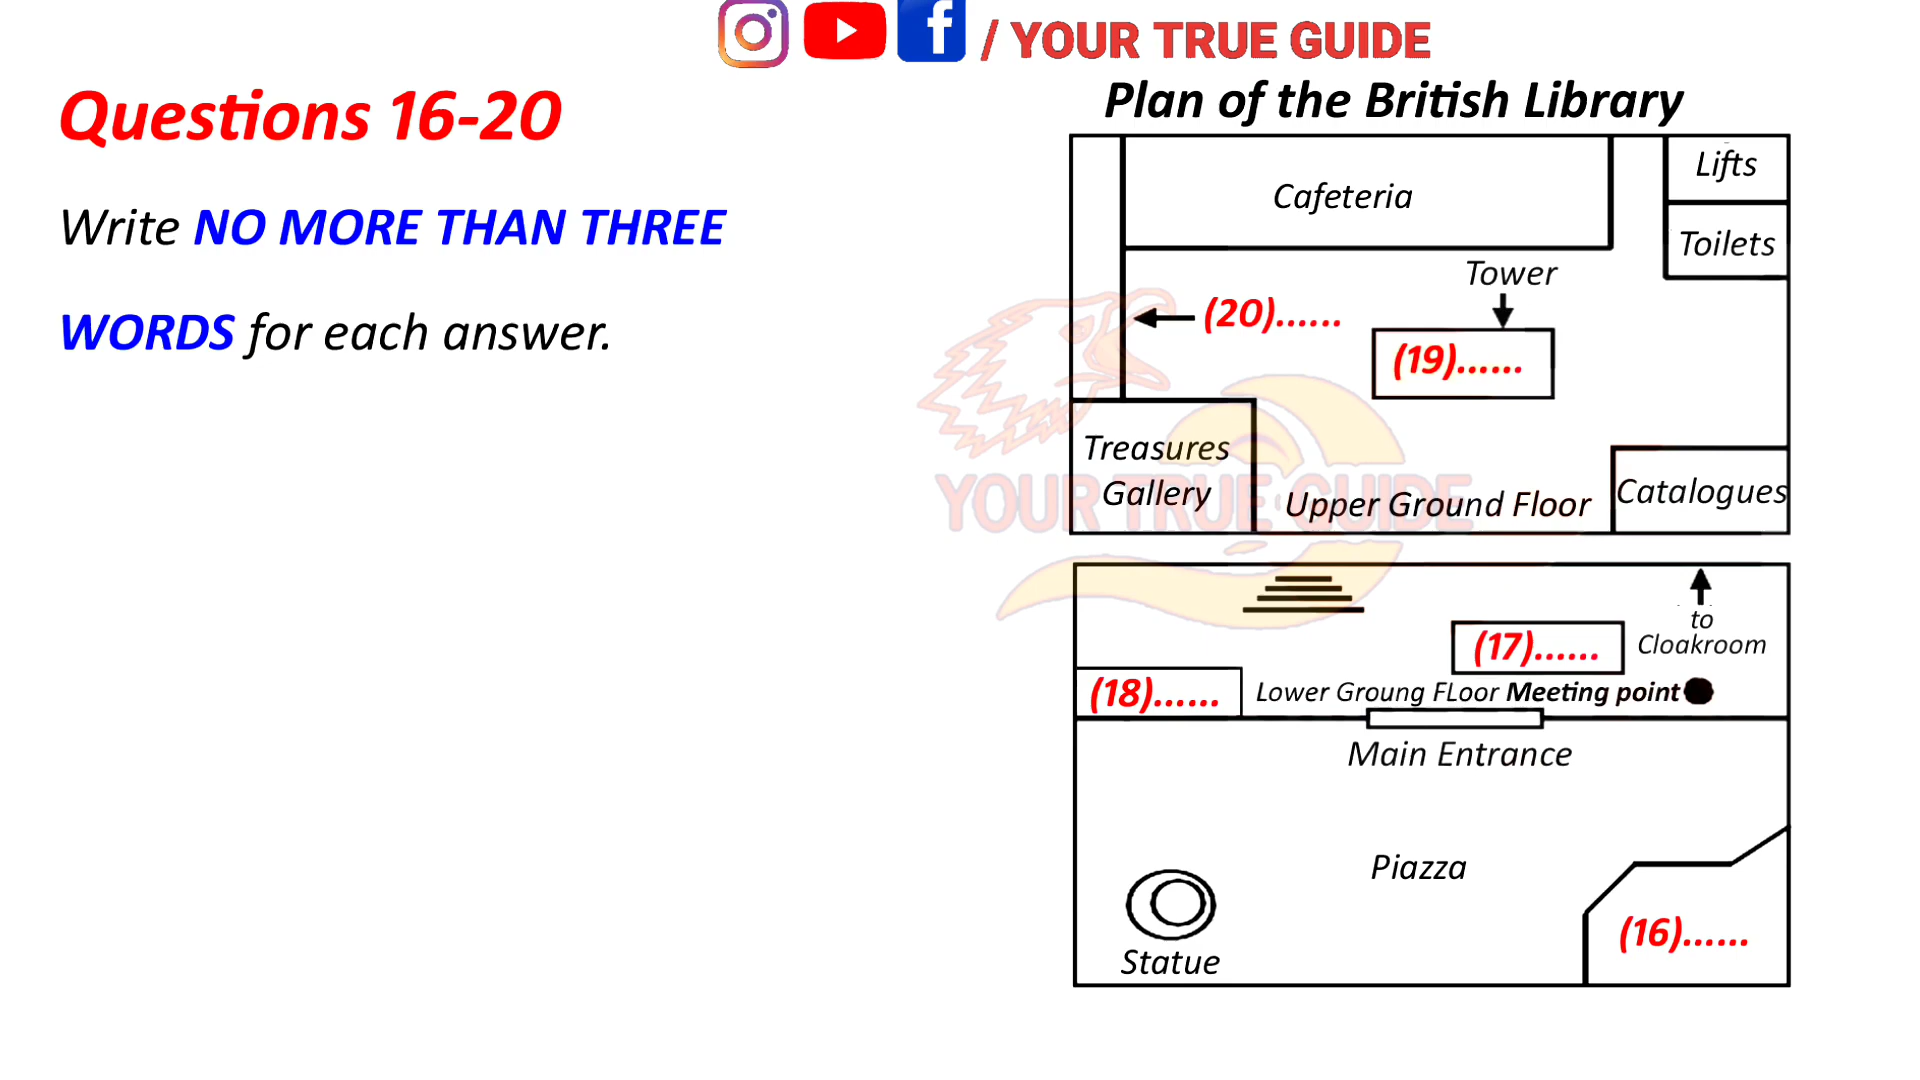 / YOUR TRUE GUIDE
Questions 16-20
Write NO MORE THAN THREE
WORDS for each answer.
Plan of the British Library
Lifts
Cafeteria
Toilets
Tower
(20)......
(19)......
Treasures
Gallery
Catalogues
Upper Ground Floor
YOUR TRUE GUIDE
to
Cloakroom
(17)......
(18)......
Lower Groung FLoor Meeting point
Main Entrance
Piazza
(16)......
Statue